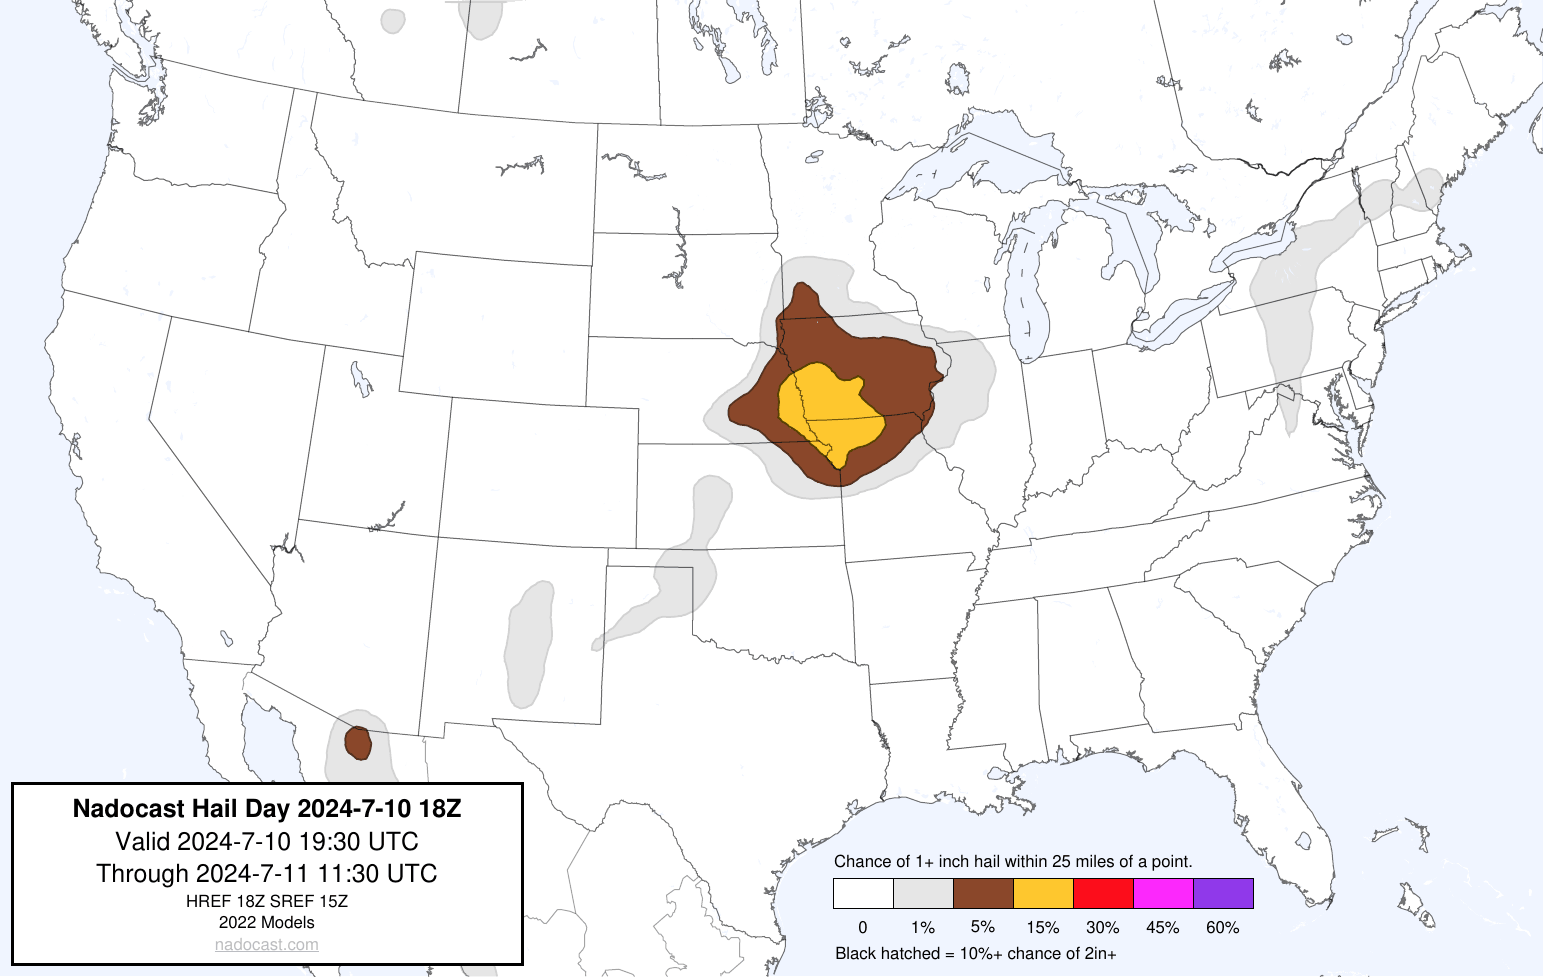 Nadocast Hail Day 2024-7-10 18Z
Valid 2024-7-10 19:30 UTC
Through 2024-7-11 11:30 UTC
HREF 18Z SREF 15Z
2022 Models
nadocast.com
Chance of 1+ inch hail within 25 miles of a point.
0 1% 5% 15% 30% 45% 60%
Black hatched = 10%+ chance of 2in+